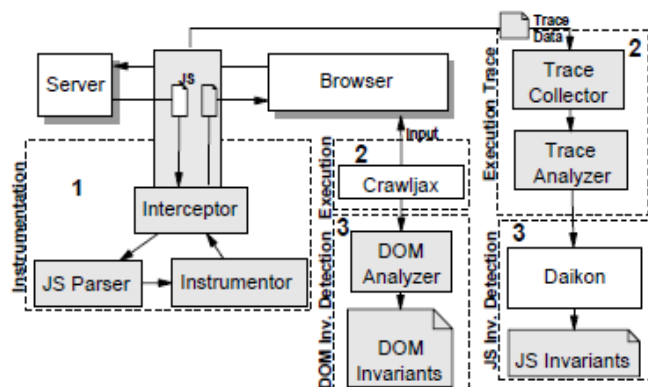 Trace
Data
2
Server
JS
Browser
Trace
Collector
Execution Trace
Input
2
Execution
Crawljax
Trace
Analyzer
1
Instrumentation
Interceptor
JS Parser
Instrumentor
3
DOM Inv. Detection
DOM
Analyzer
DOM
Invariants
3
JS Inv. Detection
Daikon
JS Invariants